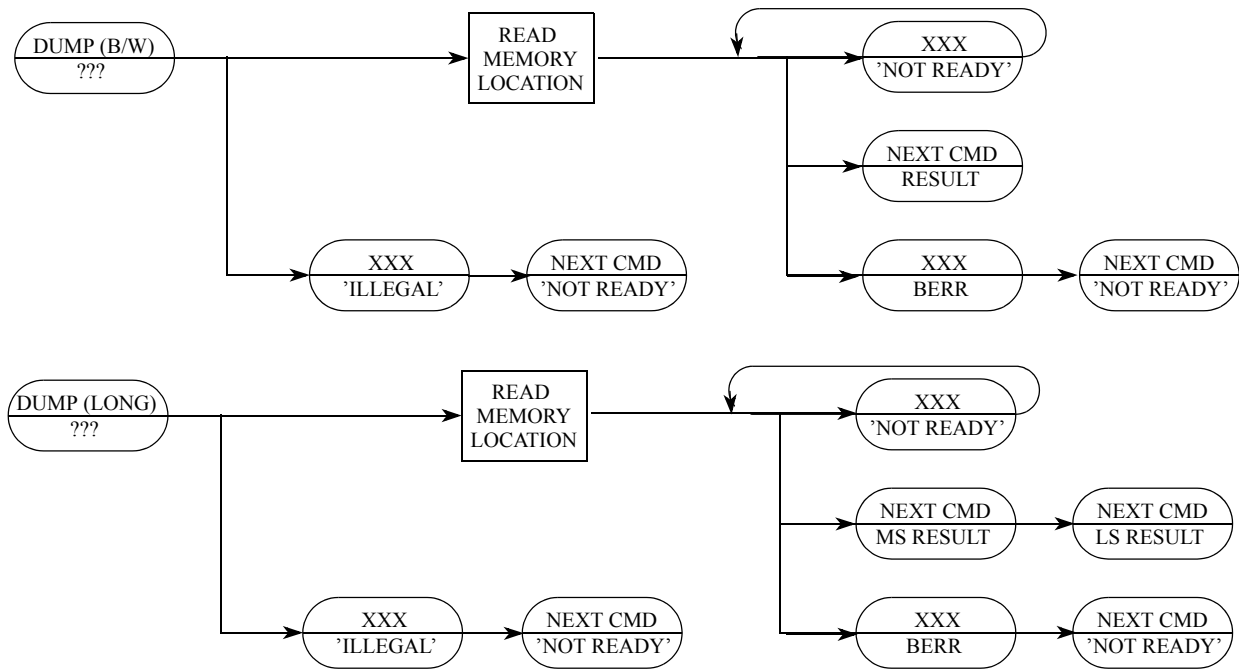 DUMP (B/W)
???
READ
MEMORY
LOCATION
XXX
’NOT READY’
NEXT CMD
RESULT
XXX
’ILLEGAL’
NEXT CMD
’NOT READY’
XXX
BERR
NEXT CMD
’NOT READY’
DUMP (LONG)
???
READ
MEMORY
LOCATION
XXX
’NOT READY’
NEXT CMD
MS RESULT
NEXT CMD
LS RESULT
XXX
’ILLEGAL’
NEXT CMD
’NOT READY’
XXX
BERR
NEXT CMD
’NOT READY’